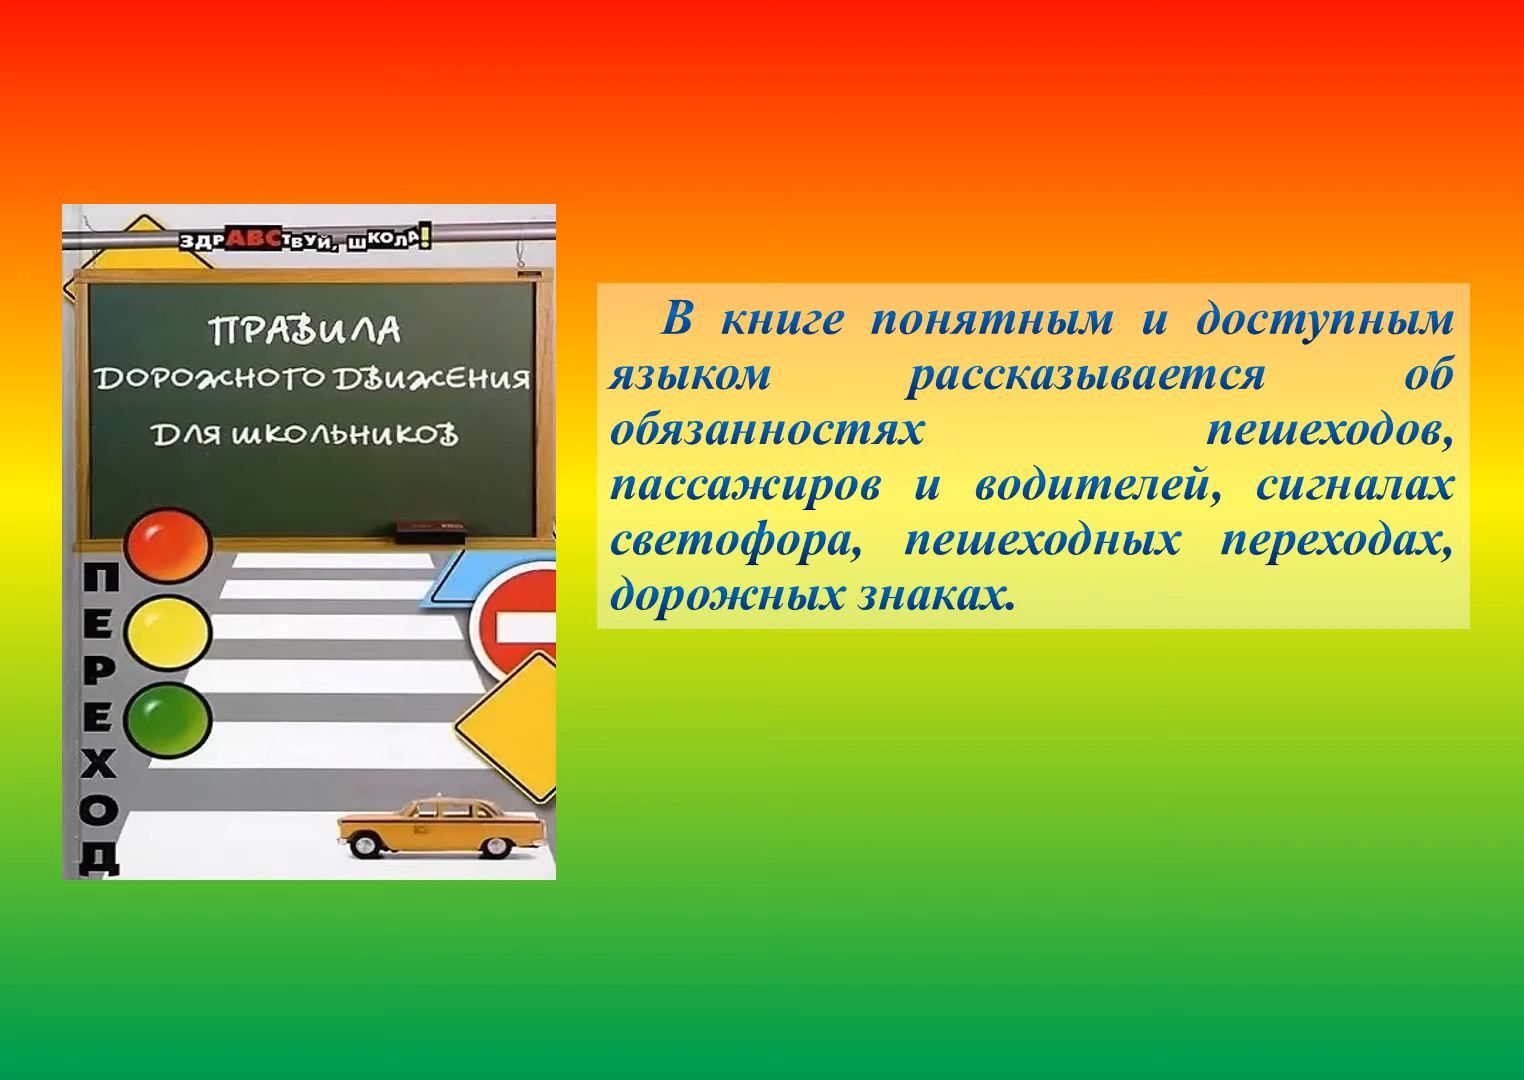 здрАВСтвуй, школа!
ПРАВИЛА
ДОРОЖНОГО ДВИЖЕНИЯ
ДЛЯ ШКОЛЬНИКОВ
ПЕРЕХОД
В книге понятным и доступным
языком рассказывается об
обязанностях пешеходов,
пассажиров и водителей, сигналах
светофора, пешеходных переходах,
дорожных знаках.